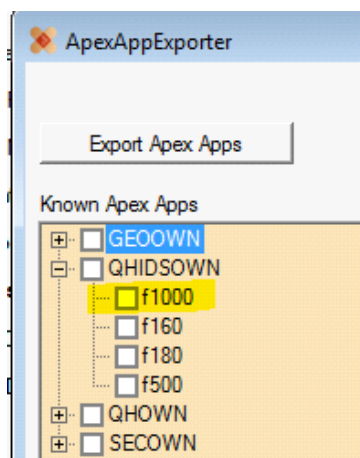 ApexAppExporter
Export Apex Apps
Known Apex Apps
GEOOWN
QHIDSOWN
f1000
f160
f180
f500
QHOWN
SECOWN